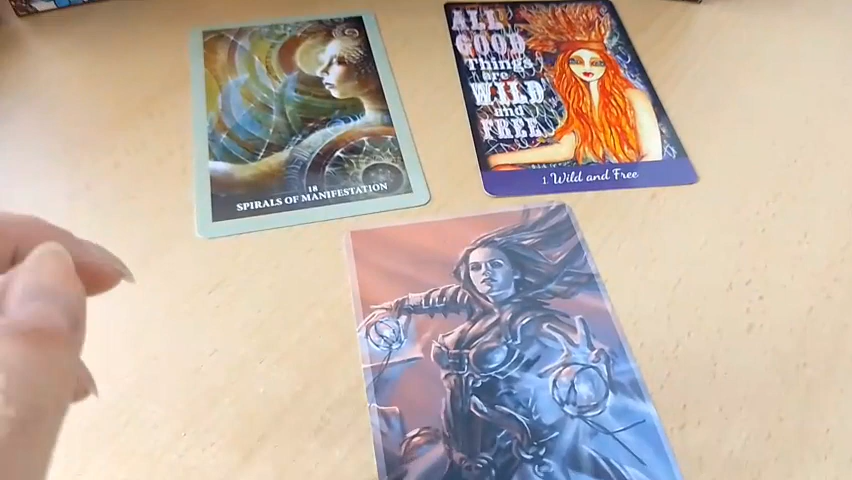 18
SPIRALS OF MANIFESTATION
ALL
GOOD
Things
are
WILD
and
FREE
1. Wild and Free